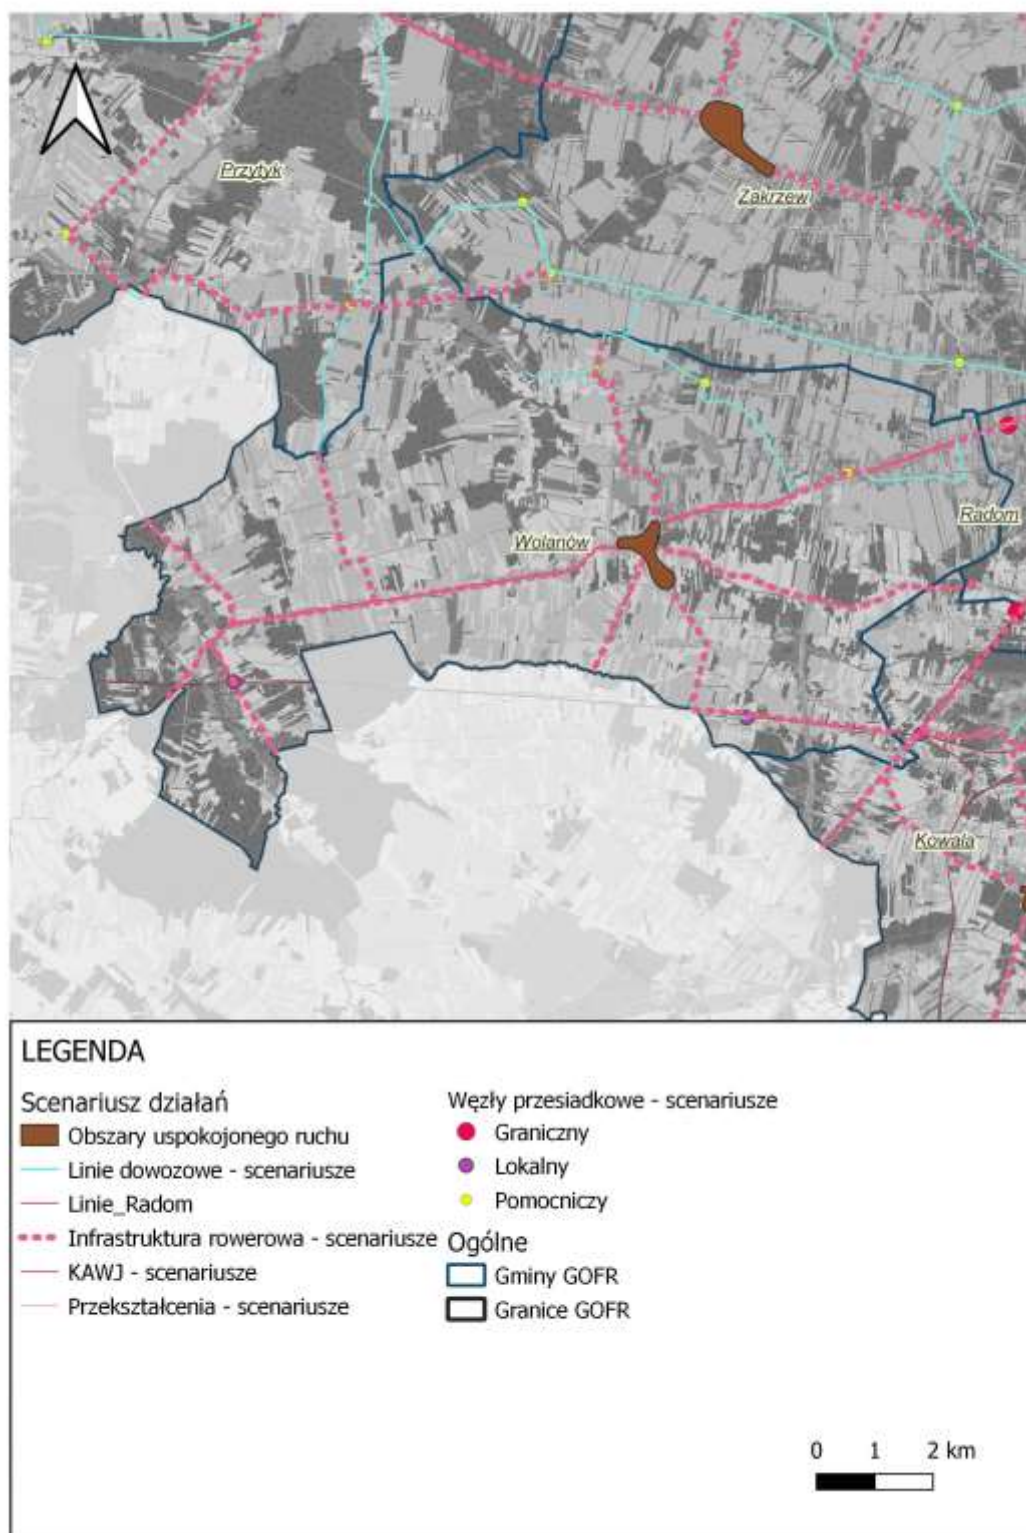 Przytyk
Zakrzew
Wolanów
Radom
Kowala
LEGENDA
Scenariusz działań
Obszary uspokojonego ruchu
Linie dowozowe - scenariusze
Linie_Radom
Infrastruktura rowerowa - scenariusze
KAWJ - scenariusze
Przekształcenia - scenariusze
Węzły przesiadkowe - scenariusze
Graniczny
Lokalny
Pomocniczy
Ogólne
Gminy GOFR
Granice GOFR
0 1 2 km